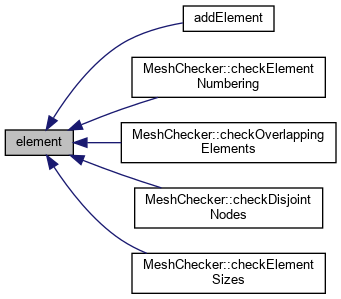 addElement
MeshChecker::checkElement
Numbering
element
MeshChecker::checkOverlapping
Elements
MeshChecker::checkDisjoint
Nodes
MeshChecker::checkElement
Sizes